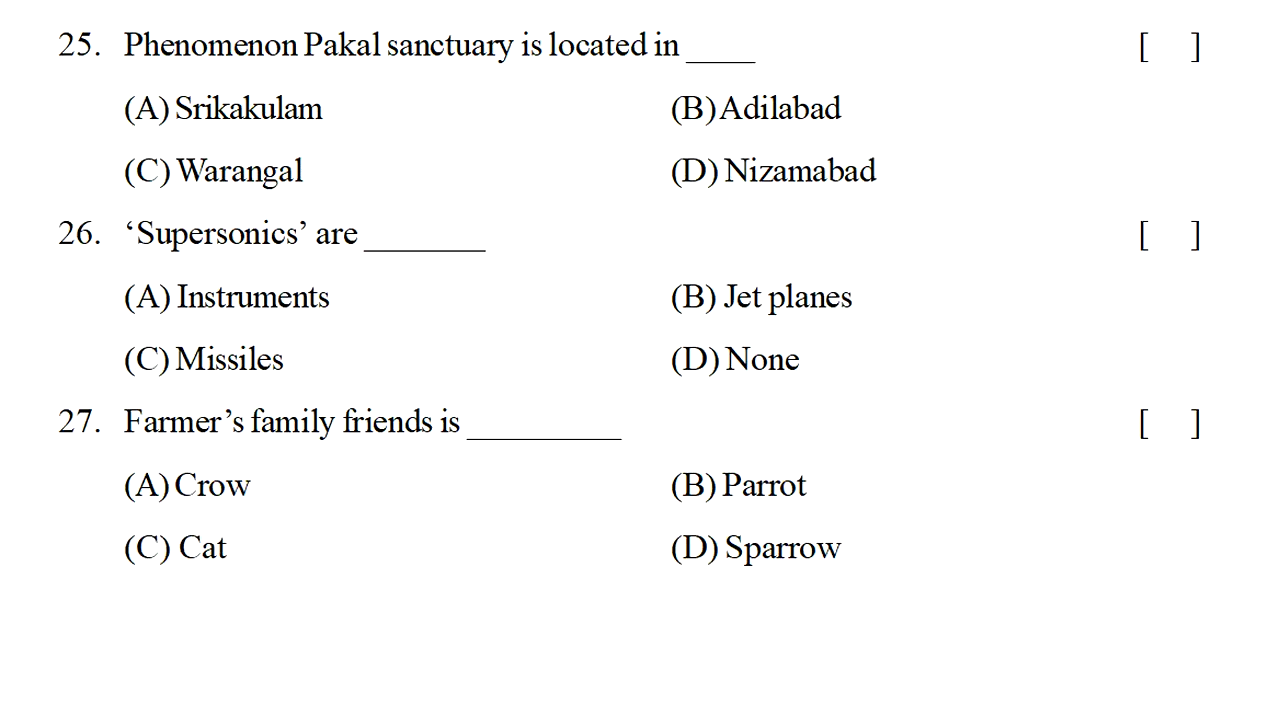 25. Phenomenon Pakal sanctuary is located in ____ [ ]
(A) Srikakulam (B) Adilabad
(C) Warangal (D) Nizamabad
26. ‘Supersonics’ are _______ [ ]
(A) Instruments (B) Jet planes
(C) Missiles (D) None
27. Farmer’s family friends is _________ [ ]
(A) Crow (B) Parrot
(C) Cat (D) Sparrow